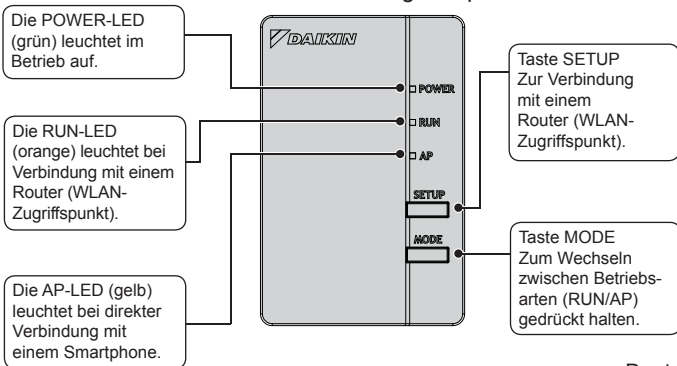 Die POWER-LED
(grün) leuchtet im
Betrieb auf.
Die RUN-LED
(orange) leuchtet bei
Verbindung mit einem
Router (WLAN-
Zugriffspunkt).
Die AP-LED (gelb)
leuchtet bei direkter
Verbindung mit
einem Smartphone.
DAIKIN
POWER
RUN
AP
SETUP
MODE
Taste SETUP
Zur Verbindung
mit einem
Router (WLAN-
Zugriffspunkt).
Taste MODE
Zum Wechseln
zwischen Betriebs-
arten (RUN/AP)
gedrückt halten.